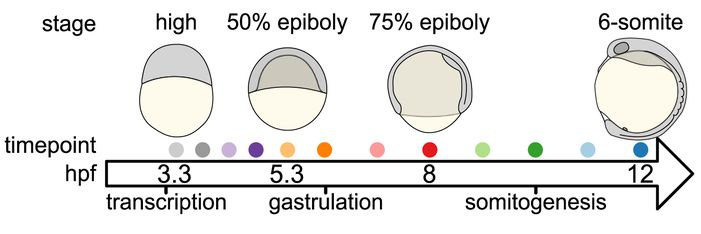 stage high 50% epiboly 75% epiboly 6-somite
timepoint
hpf 3.3 5.3 8 12
transcription gastrulation somitogenesis